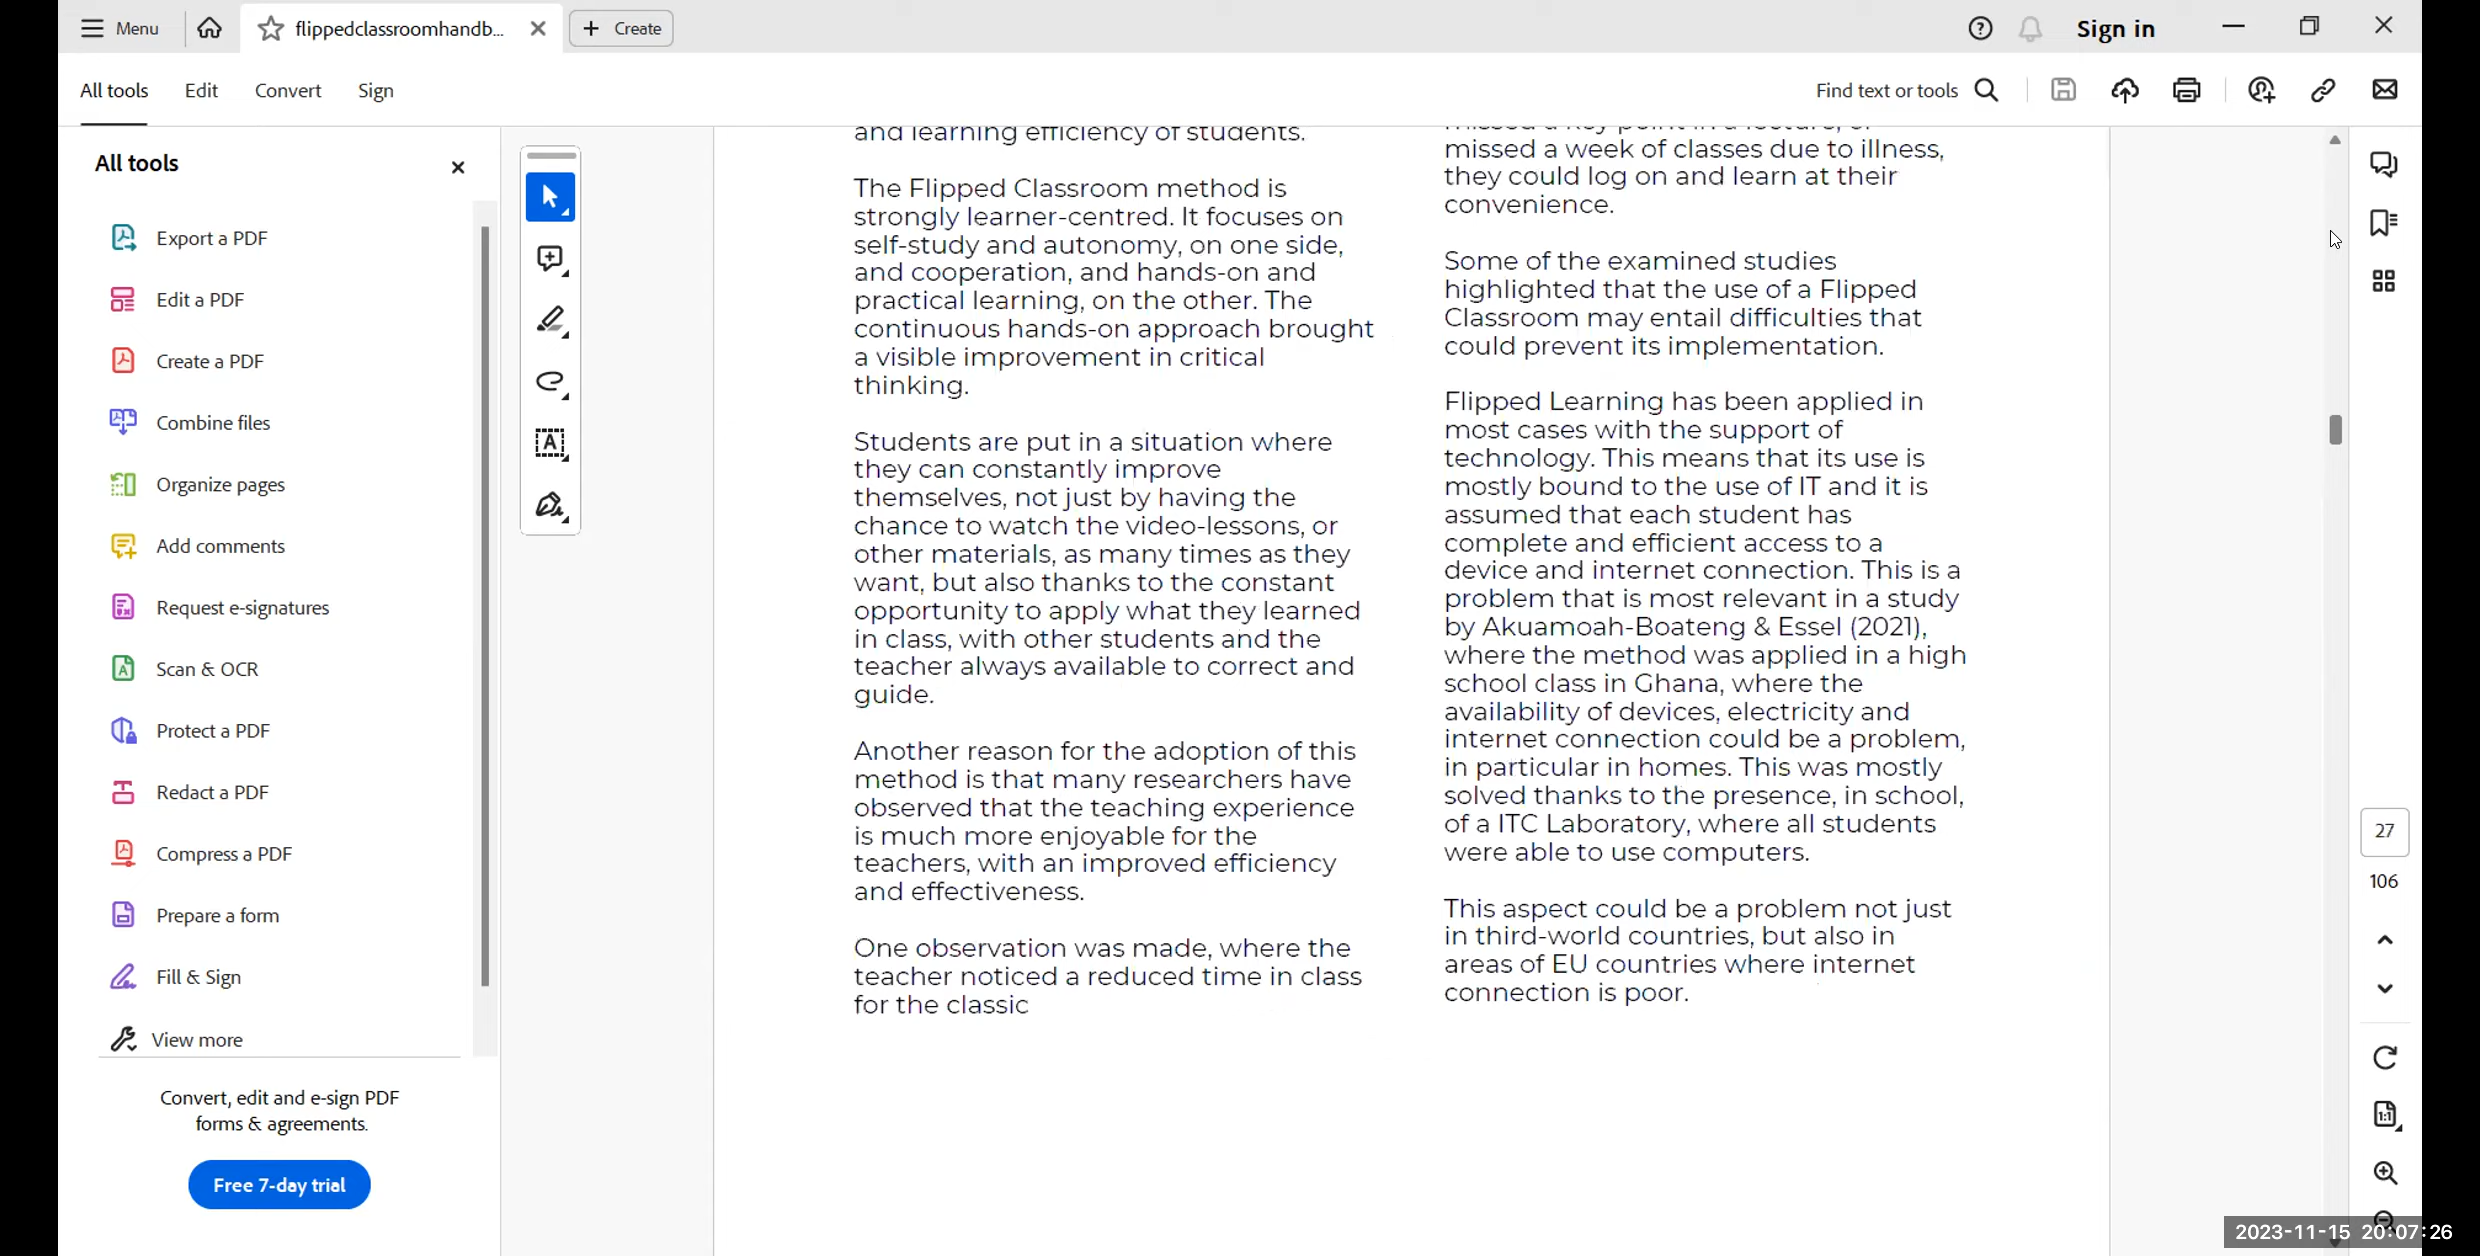 Menu
flippedclassroomhandb...
Create
Sign in
All tools
Edit
Convert
Sign
Find text or tools
All tools
Export a PDF
Edit a PDF
Create a PDF
Combine files
Organize pages
Add comments
Request e-signatures
Scan & OCR
Protect a PDF
Redact a PDF
Compress a PDF
Prepare a form
Fill & Sign
View more
Convert, edit and e-sign PDF
forms & agreements.
Free 7-day trial
and learning efficiency of students.
The Flipped Classroom method is
strongly learner-centred. It focuses on
self-study and autonomy, on one side,
and cooperation, and hands-on and
practical learning, on the other. The
continuous hands-on approach brought
a visible improvement in critical
thinking.
Students are put in a situation where
they can constantly improve
themselves, not just by having the
chance to watch the video-lessons, or
other materials, as many times as they
want, but also thanks to the constant
opportunity to apply what they learned
in class, with other students and the
teacher always available to correct and
guide.
Another reason for the adoption of this
method is that many researchers have
observed that the teaching experience
is much more enjoyable for the
teachers, with an improved efficiency
and effectiveness.
One observation was made, where the
teacher noticed a reduced time in class
for the classic
missed a key point in a lecture, or
missed a week of classes due to illness,
they could log on and learn at their
convenience.
Some of the examined studies
highlighted that the use of a Flipped
Classroom may entail difficulties that
could prevent its implementation.
Flipped Learning has been applied in
most cases with the support of
technology. This means that its use is
mostly bound to the use of IT and it is
assumed that each student has
complete and efficient access to a
device and internet connection. This is a
problem that is most relevant in a study
by Akuamoah-Boateng & Essel (2021),
where the method was applied in a high
school class in Ghana, where the
availability of devices, electricity and
internet connection could be a problem,
in particular in homes. This was mostly
solved thanks to the presence, in school,
of a ITC Laboratory, where all students
were able to use computers.
This aspect could be a problem not just
in third-world countries, but also in
areas of EU countries where internet
connection is poor.
27
106
2023-11-15 20:07:26